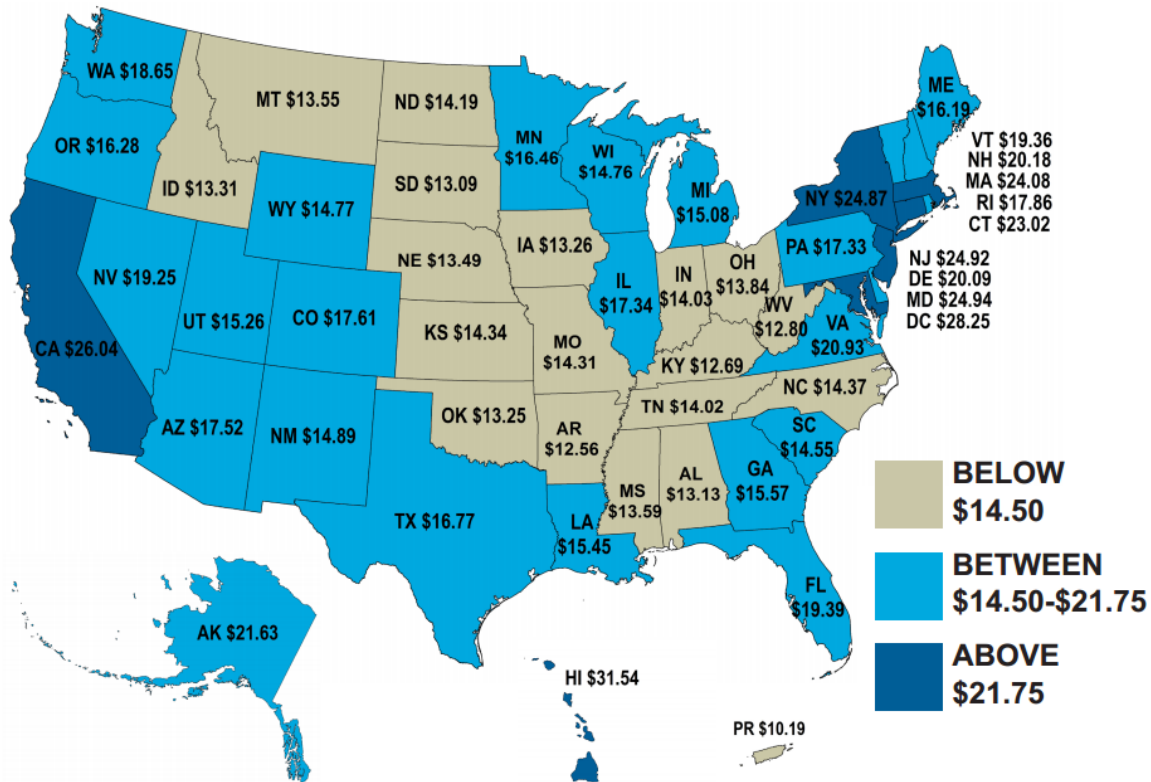 WA $18.65
MT $13.55
ND $14.19
MN
$16.46
ME
$16.19
OR $16.28
ID $13.31
SD $13.09
WI
$14.76
MI
$15.08
VT $19.36
NH $20.18
MA $24.08
RI $17.86
CT $23.02
WY $14.77
NY $24.87
IA $13.26
NE $13.49
PA $17.33
NV $19.25
UT $15.26
CO $17.61
IL
$17.34
IN
$14.03
OH
$13.84
NJ $24.92
DE $20.09
MD $24.94
DC $28.25
CA $26.04
KS $14.34
MO
$14.31
WV
$12.80
VA
$20.93
KY $12.69
NC $14.37
TN $14.02
AZ $17.52
NM $14.89
OK $13.25
AR
$12.56
SC
$14.55
MS
$13.59
AL
$13.13
GA
$15.57
TX $16.77
LA
$15.45
FL
$19.39
AK $21.63
HI $31.54
PR $10.19
BELOW
$14.50
BETWEEN
$14.50-$21.75
ABOVE
$21.75